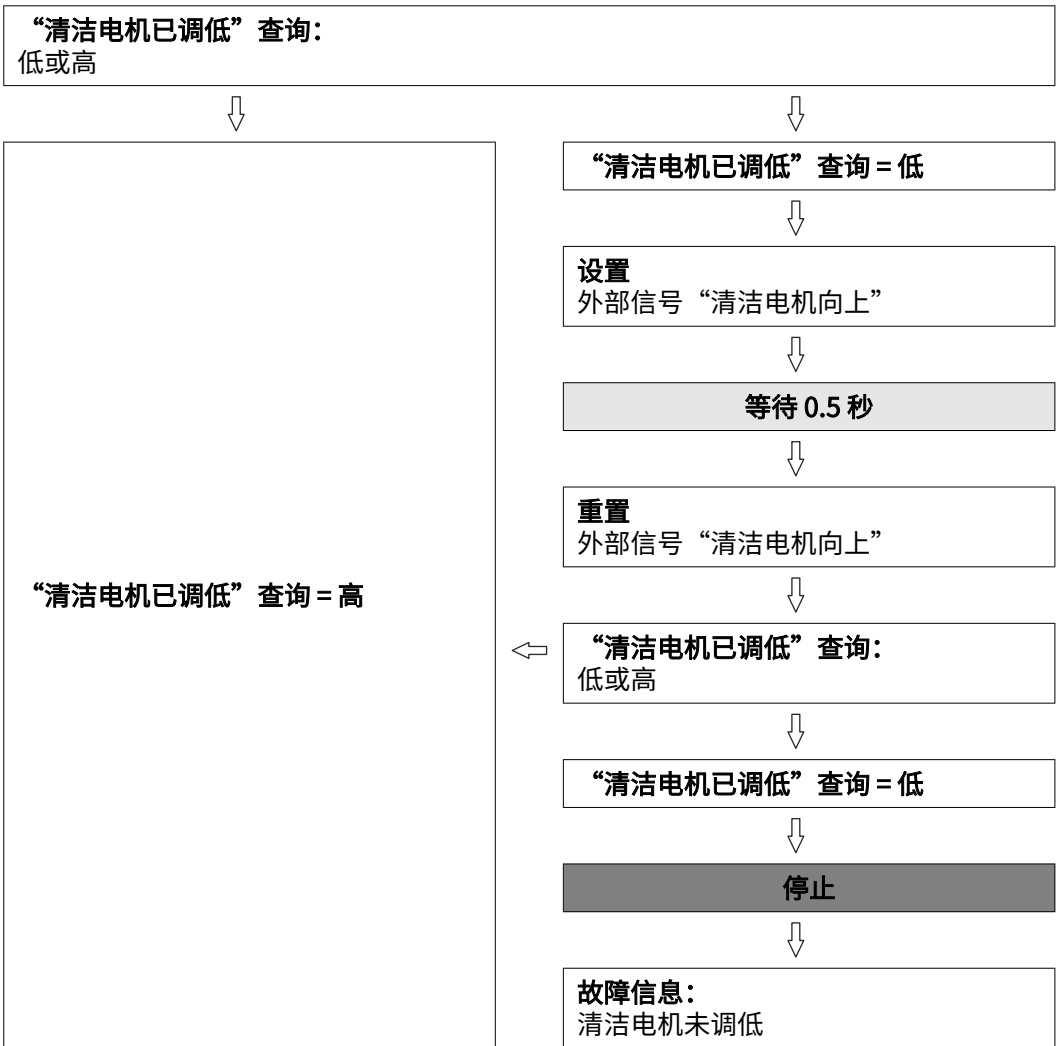 “清洁电机已调低”查询：
低或高
“清洁电机已调低”查询 = 低
设置
外部信号“清洁电机向上”
等待 0.5 秒
重置
外部信号“清洁电机向上”
“清洁电机已调低”查询 = 高
“清洁电机已调低”查询：
低或高
“清洁电机已调低”查询 = 低
停止
故障信息：
清洁电机未调低